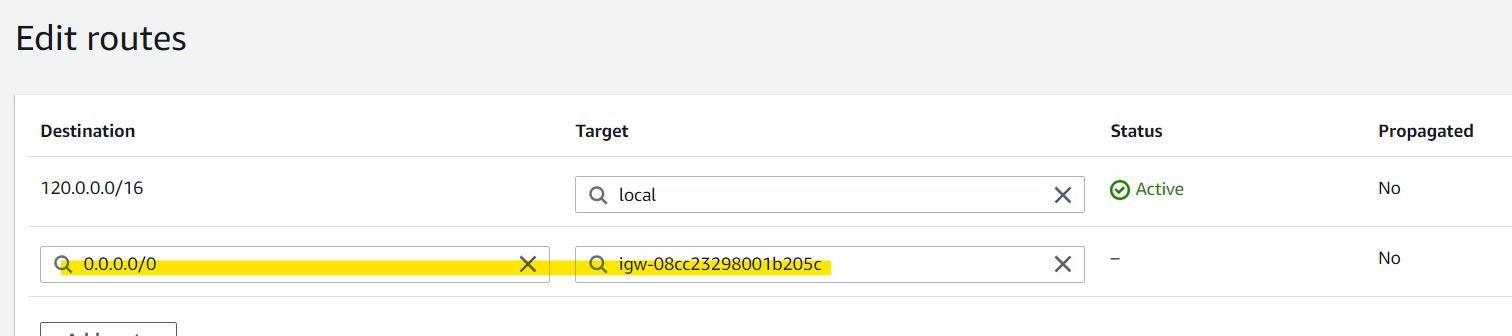 Edit routes
Destination Target Status Propagated
120.0.0.0/16 local Active No
0.0.0.0/0 igw-08cc23298001b205c – No